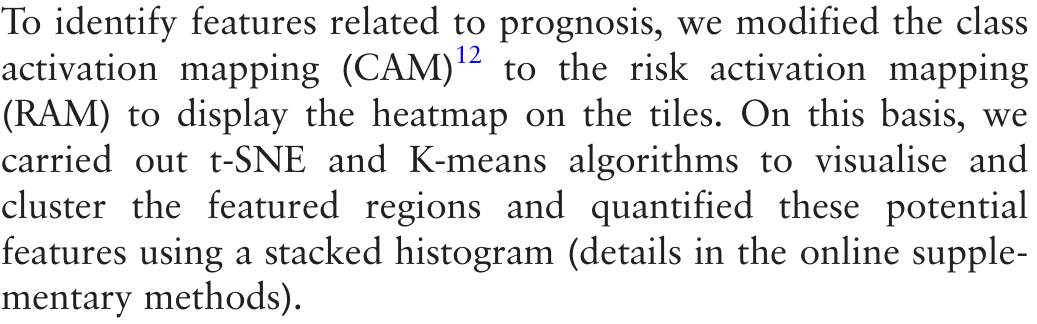 To identify features related to prognosis, we modified the class
activation mapping (CAM)12 to the risk activation mapping
(RAM) to display the heatmap on the tiles. On this basis, we
carried out t-SNE and K-means algorithms to visualise and
cluster the featured regions and quantified these potential
features using a stacked histogram (details in the online supple-
mentary methods).